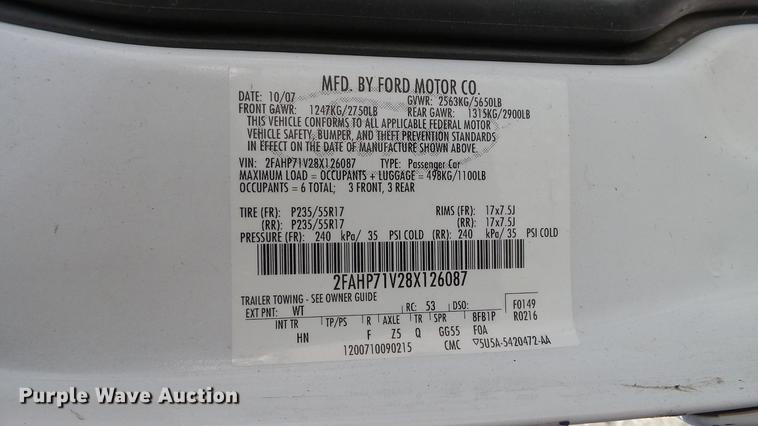 MFD. BY FORD MOTOR CO.
DATE: 10/07 GVWR: 2563KG/5650LB
FRONT GAWR: 1247KG/2750LB REAR GAWR: 1315KG/2900LB
THIS VEHICLE CONFORMS TO ALL APPLICABLE FEDERAL MOTOR
VEHICLE SAFETY, BUMPER, AND THEFT PREVENTION STANDARDS
IN EFFECT ON THE DATE OF MANUFACTURE SHOWN ABOVE.
VIN: 2FAHP71V28X126087 TYPE: Passenger Car
MAXIMUM LOAD = OCCUPANTS + LUGGAGE = 498KG/1100LB
OCCUPANTS = 6 TOTAL; 3 FRONT, 3 REAR
TIRE (FR): P235/55R17 RIMS (FR): 17x7.5J
(RR): P235/55R17 (RR): 17x7.5J
PRESSURE (FR): 240 kPa/ 35 PSI COLD (RR): 240 kPa/ 35 PSI COLD
2FAHP71V28X126087
TRAILER TOWING - SEE OWNER GUIDE
EXT PNT: WT RC: 53 DSO: F0149
INT TR TP/PS R AXLE TR SPR 8FB1P R0216
HN F Z5 Q GG55 FOA
1200710090215 CMC ▽5U5A-5420472-AA
Purple Wave Auction